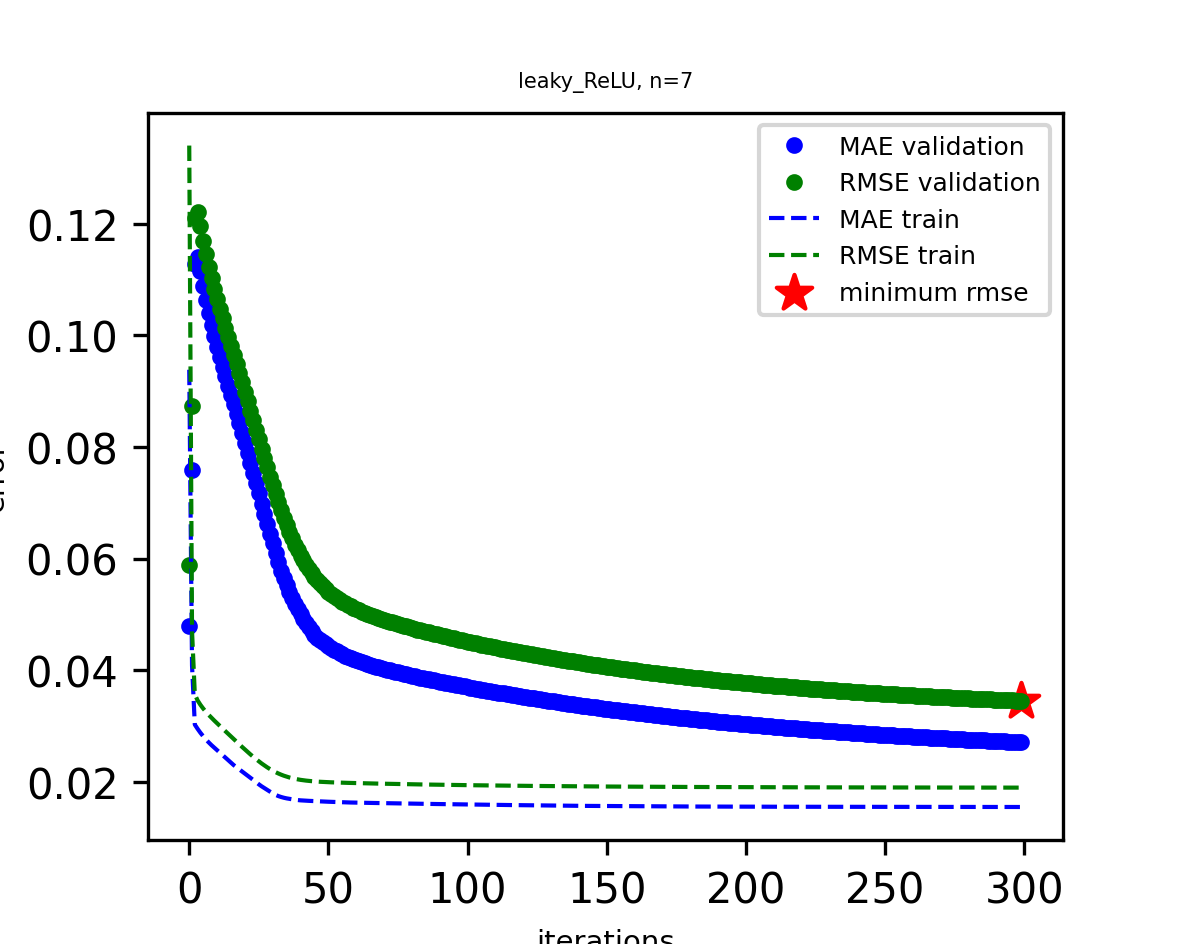 leaky_ReLU, n=7
MAE validation
RMSE validation
MAE train
RMSE train
minimum rmse
0.12
0.10
0.08
0.06
0.04
0.02
0 50 100 150 200 250 300
iterations